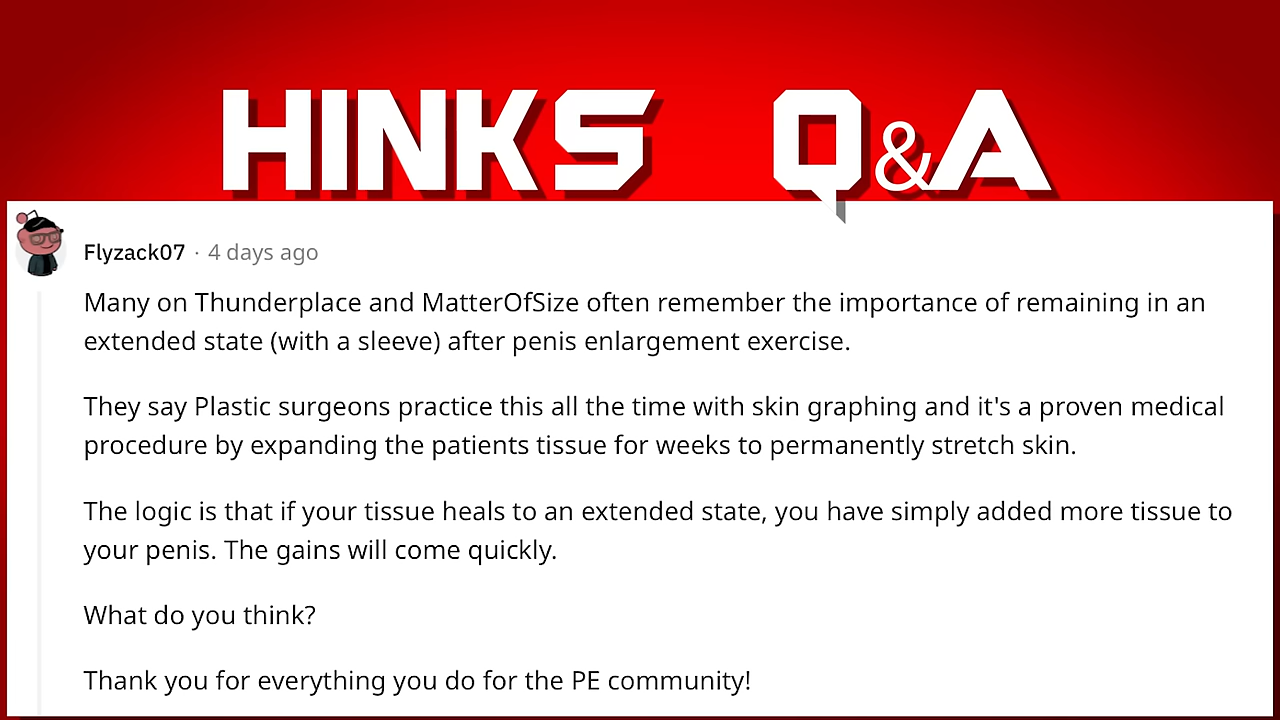 HINKS Q&A
Flyzack07 · 4 days ago
Many on Thunderplace and MatterOfSize often remember the importance of remaining in an
extended state (with a sleeve) after penis enlargement exercise.
They say Plastic surgeons practice this all the time with skin graphing and it's a proven medical
procedure by expanding the patients tissue for weeks to permanently stretch skin.
The logic is that if your tissue heals to an extended state, you have simply added more tissue to
your penis. The gains will come quickly.
What do you think?
Thank you for everything you do for the PE community!